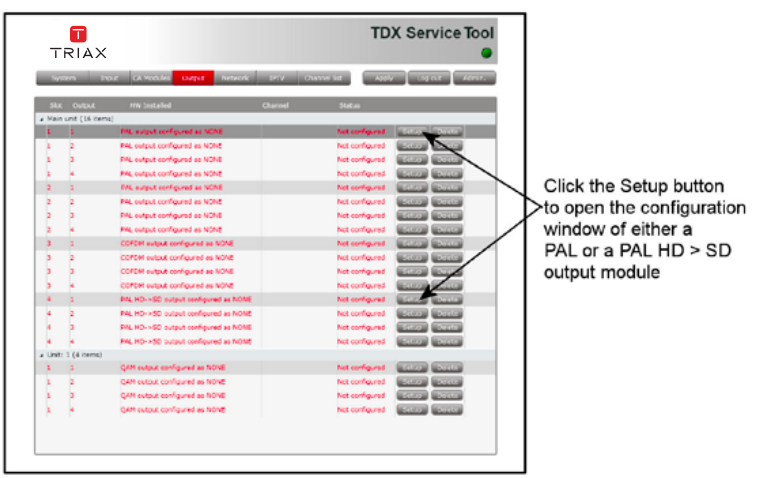 TDX Service Tool
TRIAX
System Input CA Modules Output Network IPTV Channel list Apply Log out Admin.
Slot Output HW Installed Channel Status
Main unit (16 items)
1 1 PAL output configured as NONE Not configured Setup Delete
1 2 PAL output configured as NONE Not configured Setup Delete
1 3 PAL output configured as NONE Not configured Setup Delete
1 4 PAL output configured as NONE Not configured Setup Delete
2 1 PAL output configured as NONE Not configured Setup Delete
2 2 PAL output configured as NONE Not configured Setup Delete
2 3 PAL output configured as NONE Not configured Setup Delete
2 4 PAL output configured as NONE Not configured Setup Delete
3 1 COFDM output configured as NONE Not configured Setup Delete
3 2 COFDM output configured as NONE Not configured Setup Delete
3 3 COFDM output configured as NONE Not configured Setup Delete
3 4 COFDM output configured as NONE Not configured Setup Delete
4 1 PAL HD->SD output configured as NONE Not configured Setup Delete
4 2 PAL HD->SD output configured as NONE Not configured Setup Delete
4 3 PAL HD->SD output configured as NONE Not configured Setup Delete
4 4 PAL HD->SD output configured as NONE Not configured Setup Delete
Unit: 1 (4 items)
1 1 QAM output configured as NONE Not configured Setup Delete
1 2 QAM output configured as NONE Not configured Setup Delete
1 3 QAM output configured as NONE Not configured Setup Delete
1 4 QAM output configured as NONE Not configured Setup Delete
Click the Setup button
to open the configuration
window of either a
PAL or a PAL HD > SD
output module